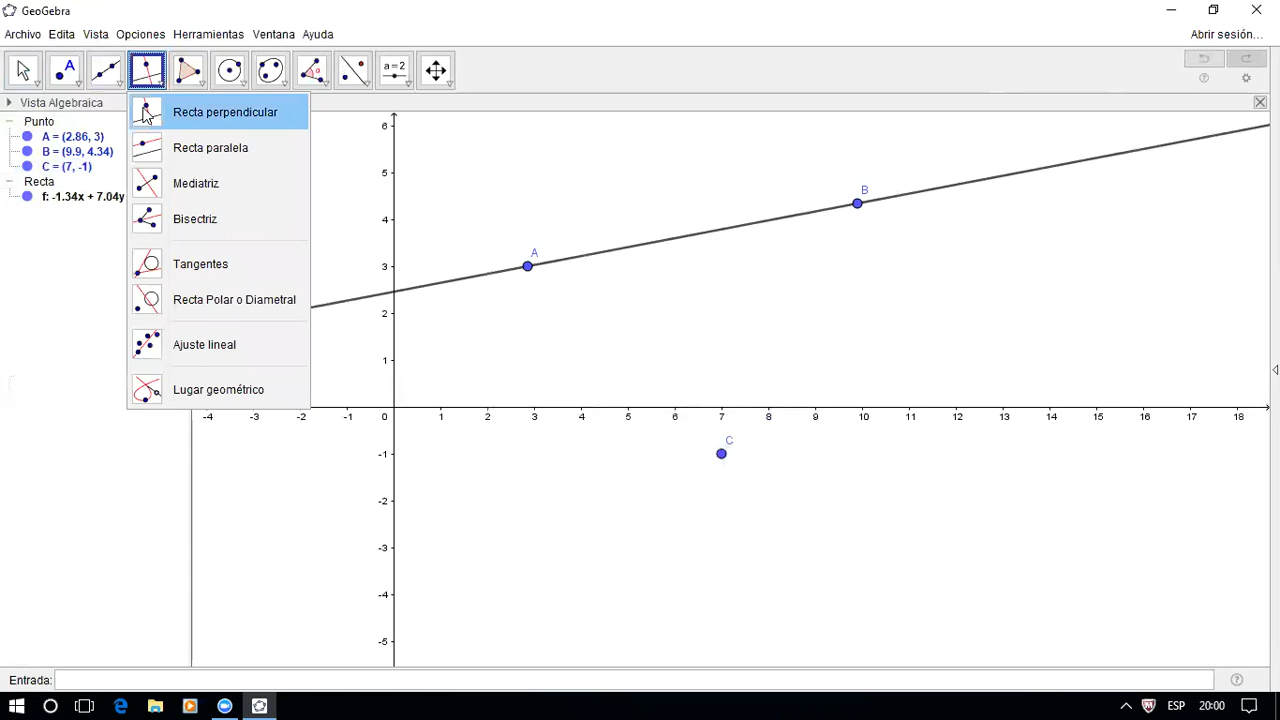 GeoGebra
Archivo Edita Vista Opciones Herramientas Ventana Ayuda
Abrir sesión...
A
α
a = 2
Vista Algebraica
Punto
A = (2.86, 3)
B = (9.9, 4.34)
C = (7, -1)
Recta
f: -1.34x + 7.04y
Recta perpendicular
Recta paralela
Mediatriz
Bisectriz
Tangentes
Recta Polar o Diametral
Ajuste lineal
Lugar geométrico
6
5
4
3
2
1
-1
-2
-3
-4
-5
-4 -3 -2 -1 0 1 2 3 4 5 6 7 8 9 10 11 12 13 14 15 16 17 18
A
B
C
Entrada:
ESP 20:00